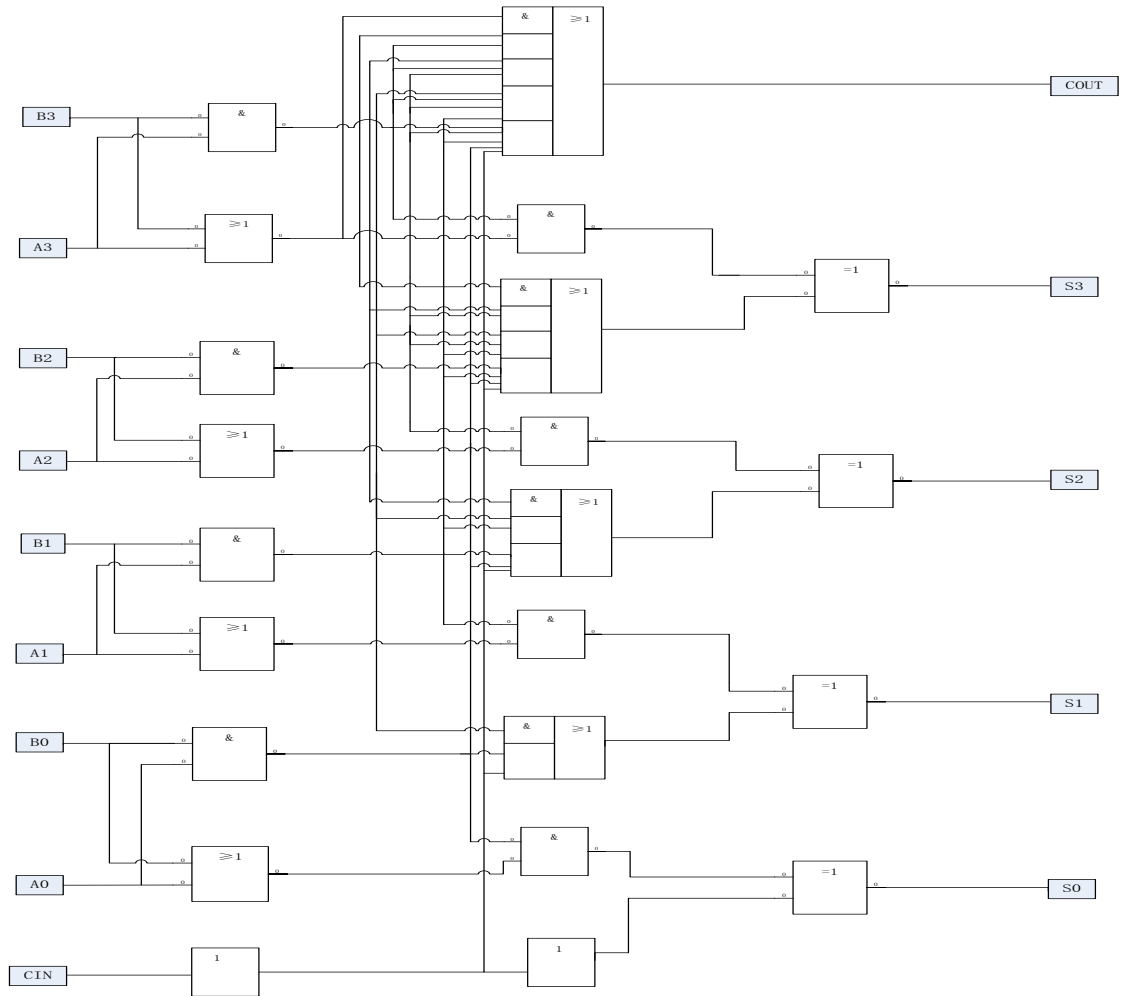 & ≥1
COUT
B3 &
A3 ≥1
&
=1
S3
& ≥1
B2 &
A2 ≥1
&
=1
S2
& ≥1
B1 &
A1 ≥1
&
=1
S1
B0 &
& ≥1
A0 ≥1
&
=1
S0
CIN 1
1